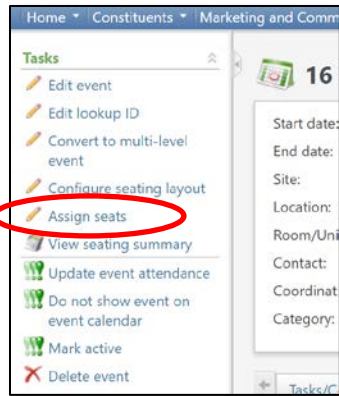 Home Constituents Marketing and Comm
Tasks
Edit event
Edit lookup ID
Convert to multi-level
event
Configure seating layout
Assign seats
View seating summary
Update event attendance
Do not show event on
event calendar
Mark active
Delete event
16
Start date:
End date:
Site:
Location:
Room/Uni
Contact:
Coordinat
Category:
Tasks/C